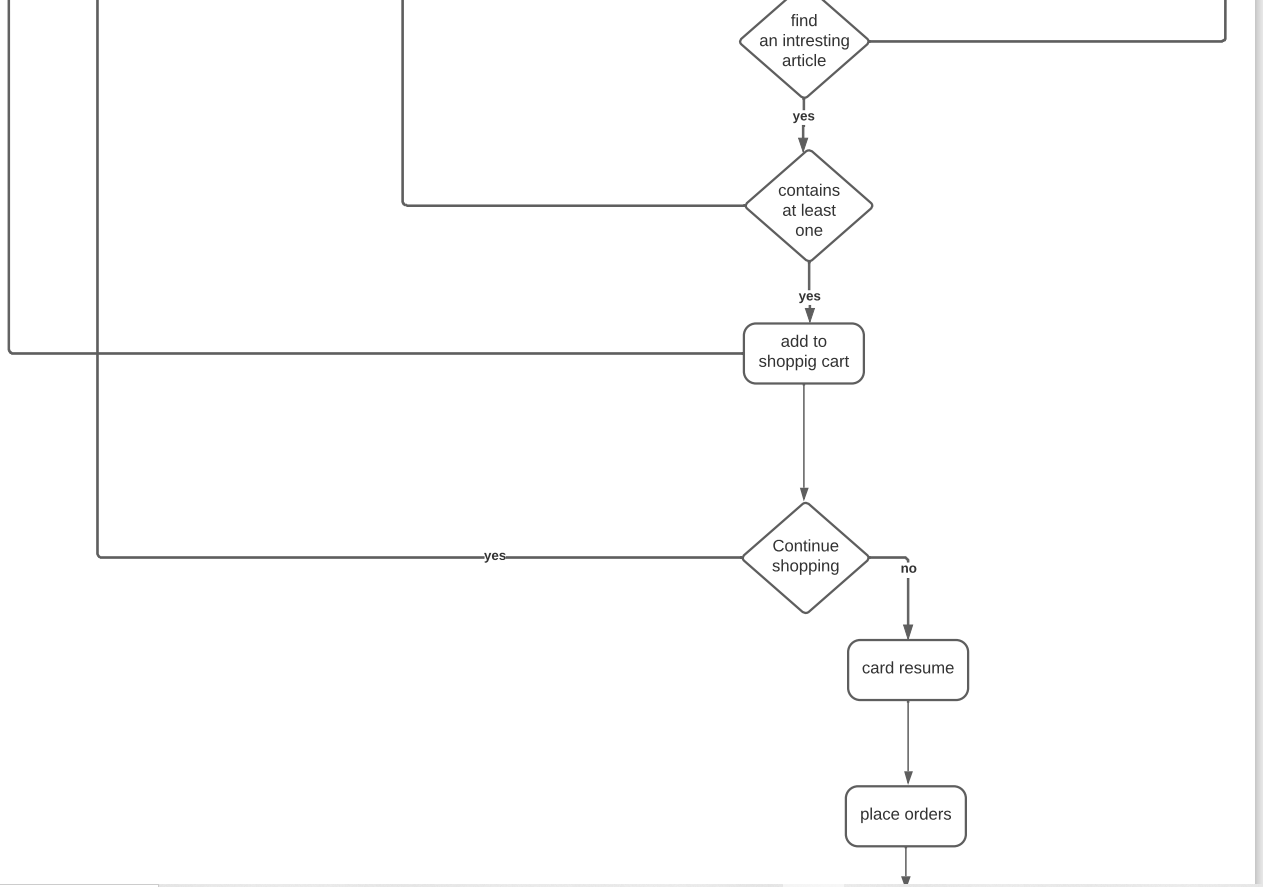 find
an intresting
article
yes
contains
at least
one
yes
add to
shoppig cart
Continue
shopping
yes
no
card resume
place orders